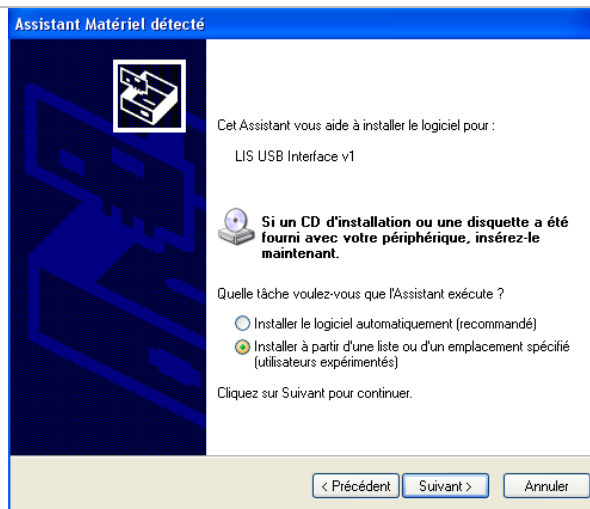 Assistant Matériel détecté
Cet Assistant vous aide à installer le logiciel pour :
LIS USB Interface v1
Si un CD d'installation ou une disquette a été
fourni avec votre périphérique, insérez-le
maintenant.
Quelle tâche voulez-vous que l'Assistant exécute ?
Installer le logiciel automatiquement (recommandé)
Installer à partir d'une liste ou d'un emplacement spécifié
(utilisateurs expérimentés)
Cliquez sur Suivant pour continuer.
< Précédent Suivant > Annuler